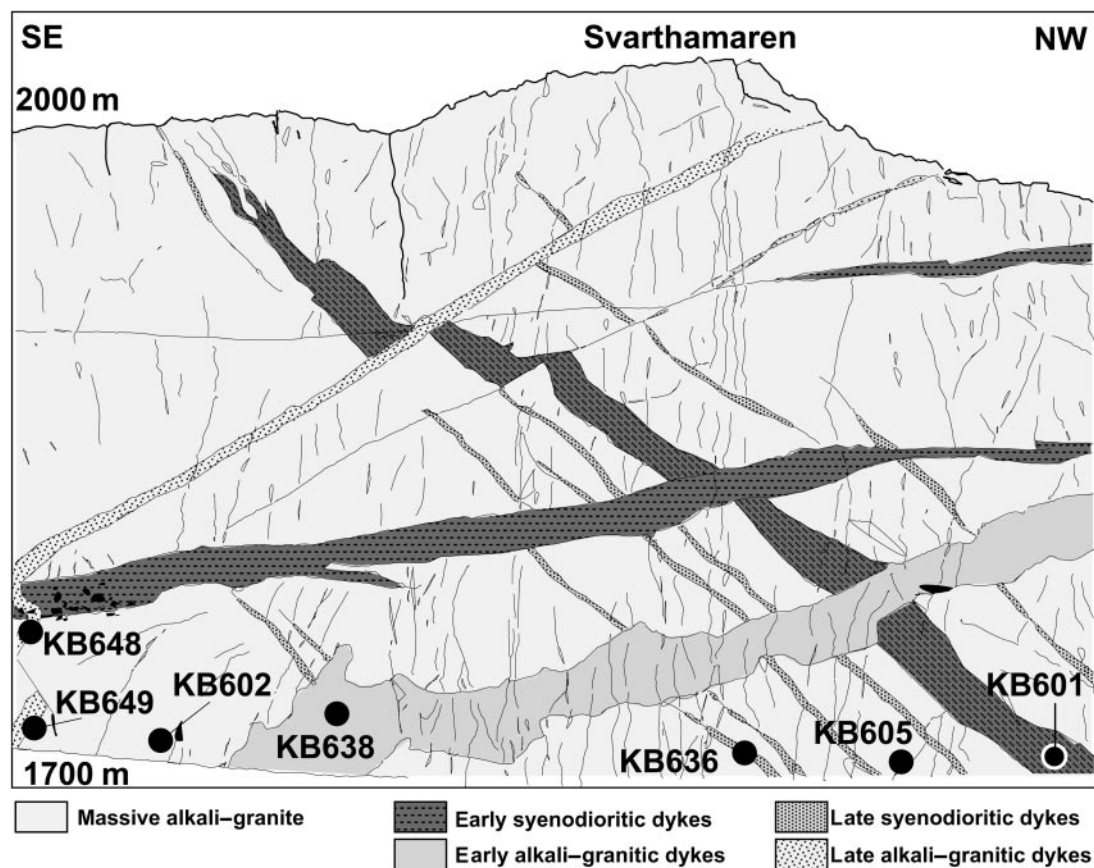 SE
Svarthamaren
NW
2000 m
KB648
KB649
KB602
KB638
KB636
KB605
KB601
1700 m
Massive alkali–granite
Early syenodioritic dykes
Late syenodioritic dykes
Early alkali–granitic dykes
Late alkali–granitic dykes